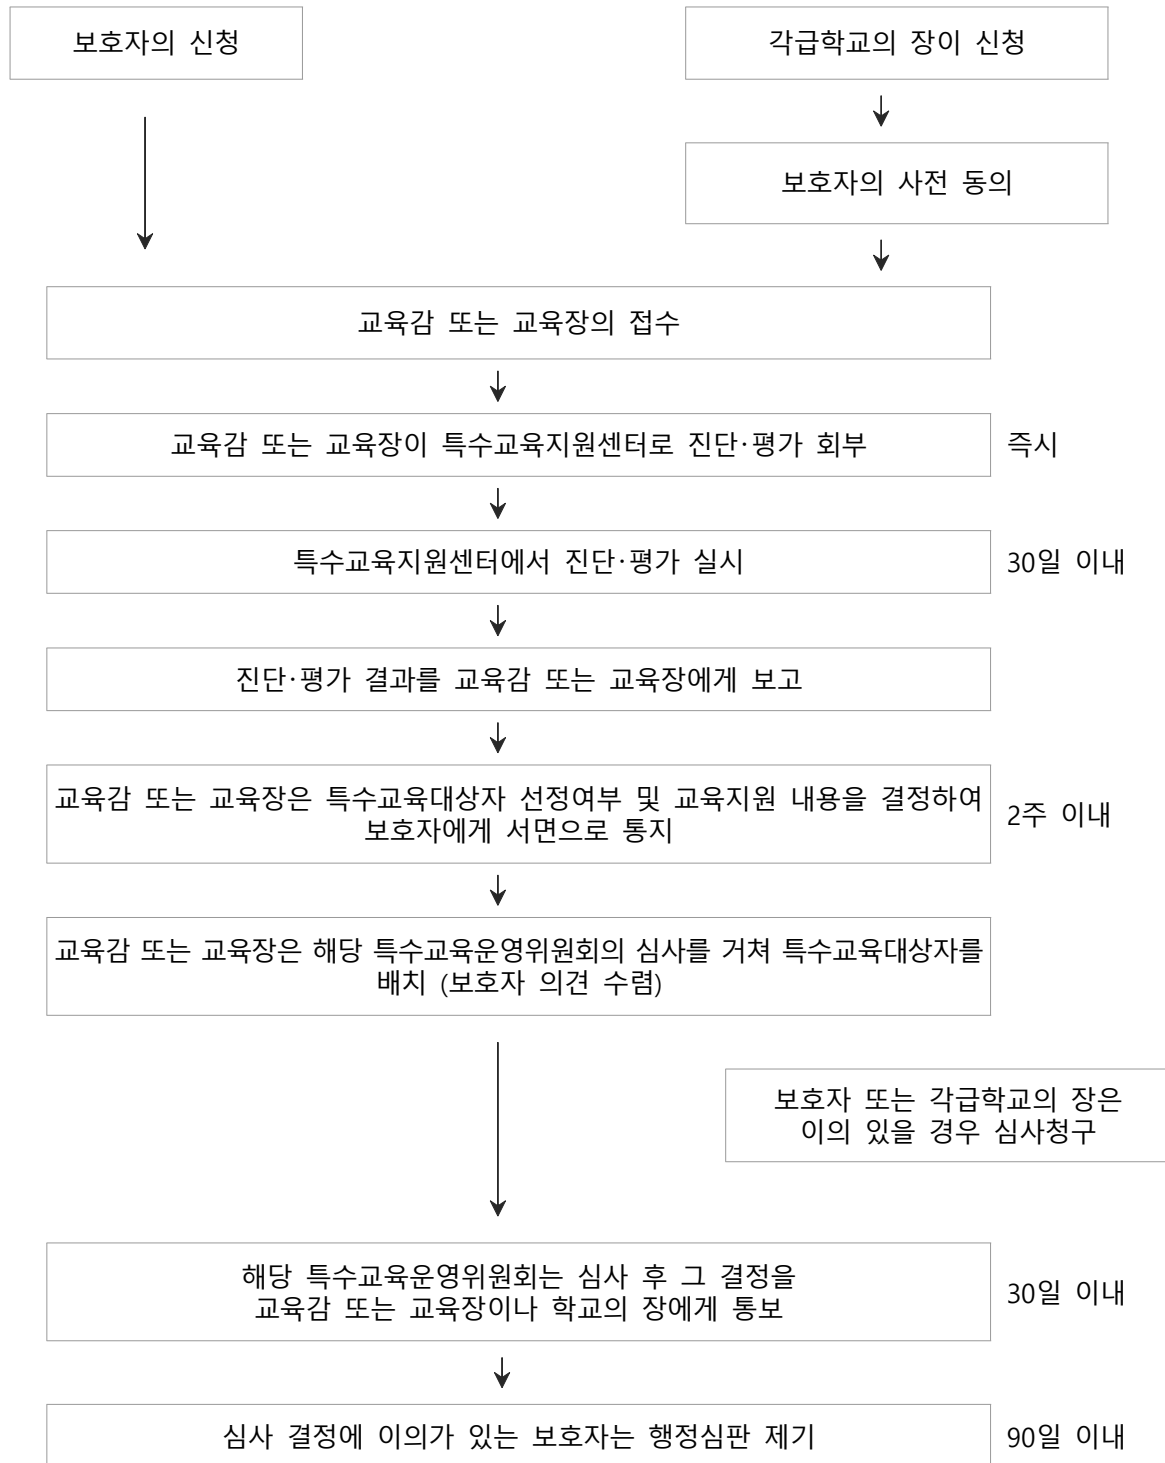 보호자의 신청
각급학교의 장이 신청
보호자의 사전 동의
교육감 또는 교육장의 접수
교육감 또는 교육장이 특수교육지원센터로 진단·평가 회부
즉시
특수교육지원센터에서 진단·평가 실시
30일 이내
진단·평가 결과를 교육감 또는 교육장에게 보고
교육감 또는 교육장은 특수교육대상자 선정여부 및 교육지원 내용을 결정하여
보호자에게 서면으로 통지
2주 이내
교육감 또는 교육장은 해당 특수교육운영위원회의 심사를 거쳐 특수교육대상자를
배치 (보호자 의견 수렴)
보호자 또는 각급학교의 장은
이의 있을 경우 심사청구
해당 특수교육운영위원회는 심사 후 그 결정을
교육감 또는 교육장이나 학교의 장에게 통보
30일 이내
심사 결정에 이의가 있는 보호자는 행정심판 제기
90일 이내